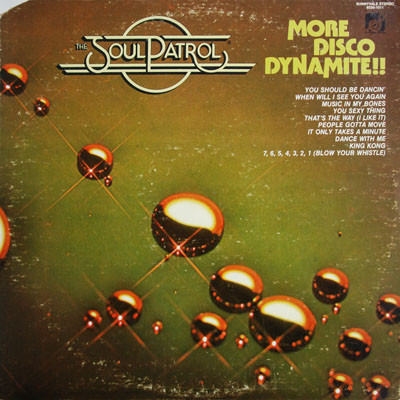 THE SOUL PATROL
MORE
DISCO
DYNAMITE!!
YOU SHOULD BE DANCIN'
WHEN WILL I SEE YOU AGAIN
MUSIC IN MY BONES
YOU SEXY THING
THAT'S THE WAY (I LIKE IT)
PEOPLE GOTTA MOVE
IT ONLY TAKES A MINUTE
DANCE WITH ME
KING KONG
7, 6, 5, 4, 3, 2, 1 (BLOW YOUR WHISTLE)